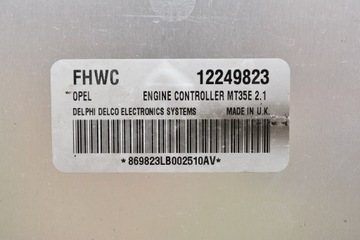 FHWC 12249823
OPEL ENGINE CONTROLLER MT35E 2.1
DELPHI DELCO ELECTRONICS SYSTEMS MADE IN U.K.
*869823LB002510AV*